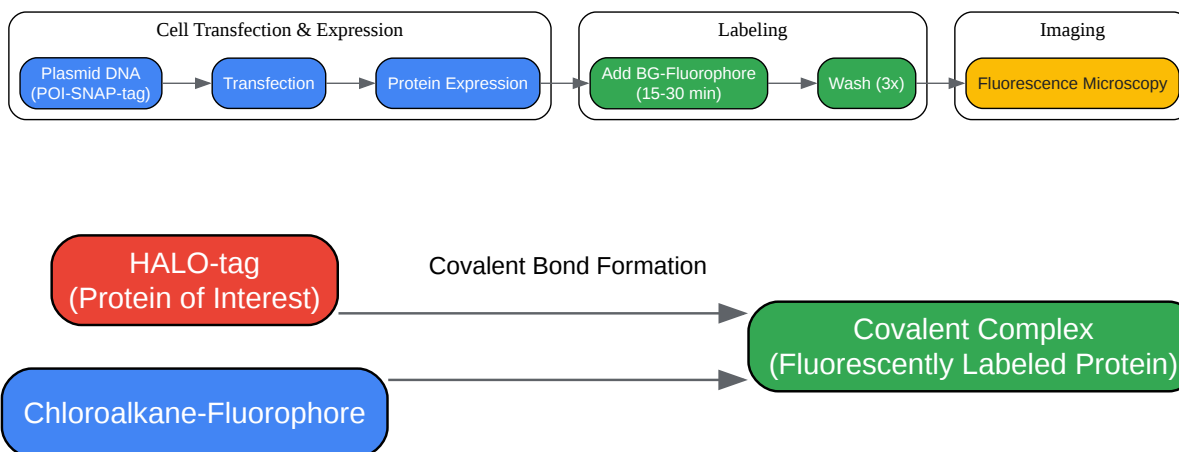 Cell Transfection & Expression
Labeling
Imaging
Plasmid DNA
(POI-SNAP-tag)
Transfection
Protein Expression
Add BG-Fluorophore
(15-30 min)
Wash (3x)
Fluorescence Microscopy
HALO-tag
(Protein of Interest)
Covalent Bond Formation
Covalent Complex
(Fluorescently Labeled Protein)
Chloroalkane-Fluorophore